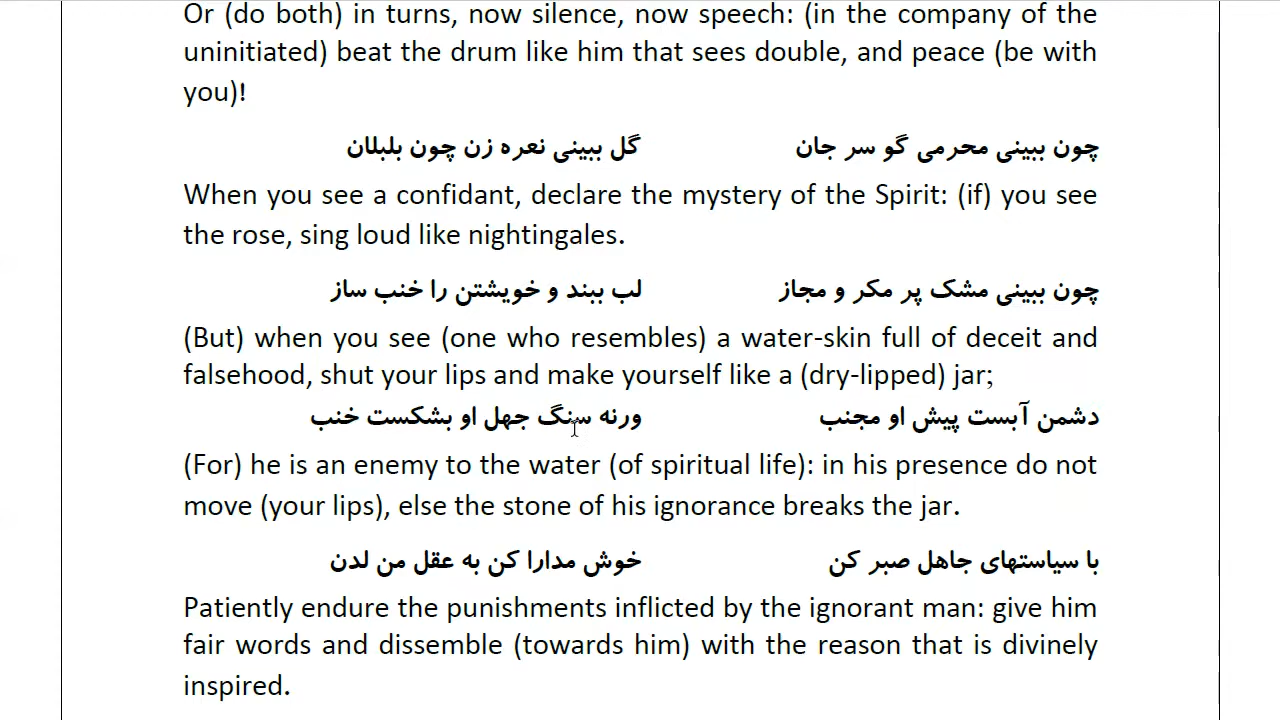 Or (do both) in turns, now silence, now speech: (in the company of the
uninitiated) beat the drum like him that sees double, and peace (be with
you)!
چون ببینی محرمی گو سر جان گل ببینی نعره زن چون بلبلان
When you see a confidant, declare the mystery of the Spirit: (if) you see
the rose, sing loud like nightingales.
چون ببینی مشک پر مکر و مجاز لب ببند و خویشتن را خنب ساز
(But) when you see (one who resembles) a water-skin full of deceit and
falsehood, shut your lips and make yourself like a (dry-lipped) jar;
دشمن آبست پیش او مجنب ورنه سنگ جهل او بشکست خنب
(For) he is an enemy to the water (of spiritual life): in his presence do not
move (your lips), else the stone of his ignorance breaks the jar.
با سیاستهای جاهل صبر کن خوش مدارا کن به عقل من لدن
Patiently endure the punishments inflicted by the ignorant man: give him
fair words and dissemble (towards him) with the reason that is divinely
inspired.